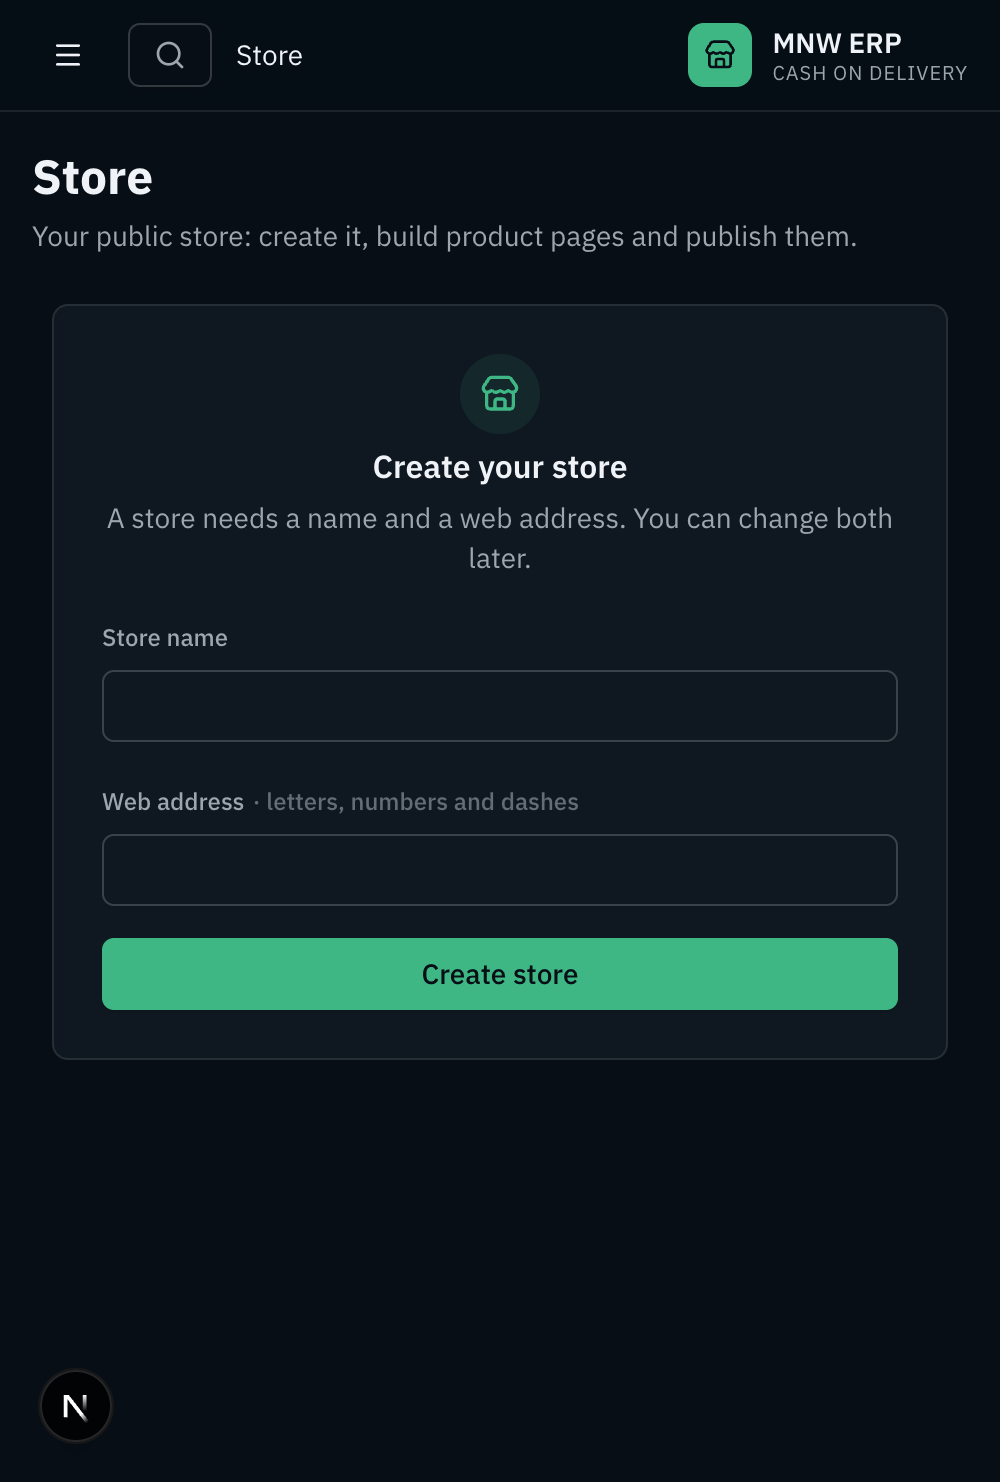 Store
MNW ERP
CASH ON DELIVERY
Store
Your public store: create it, build product pages and publish them.
Create your store
A store needs a name and a web address. You can change both
later.
Store name
Web address · letters, numbers and dashes
Create store
N